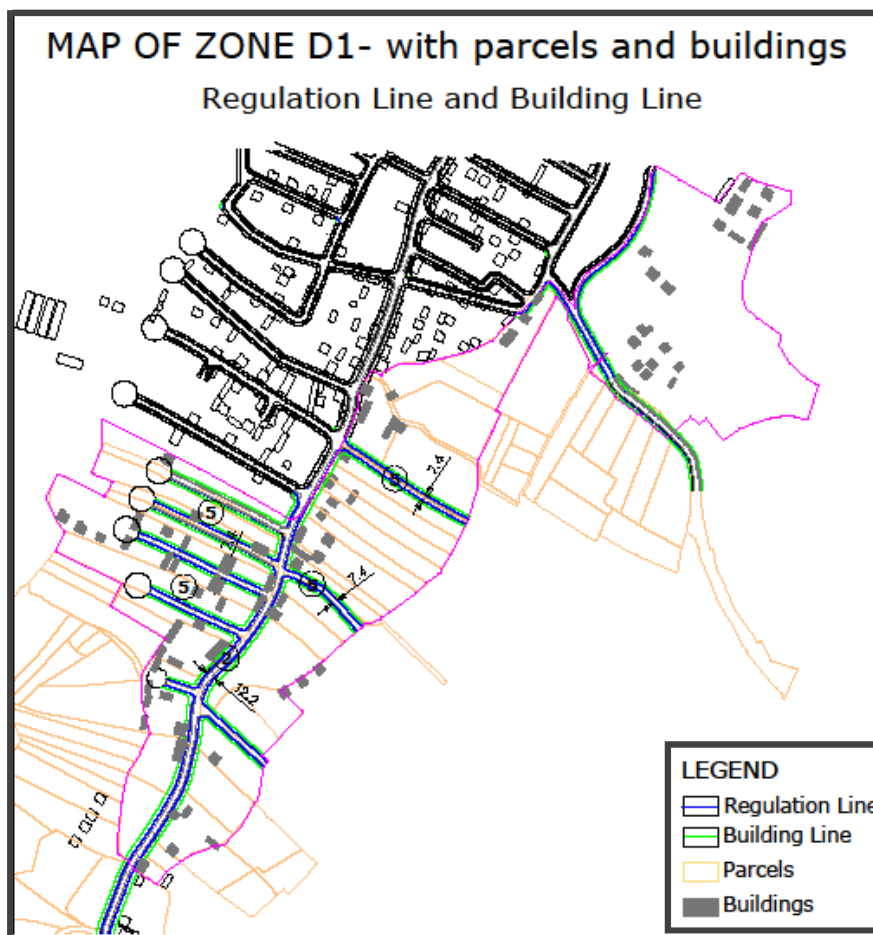 MAP OF ZONE D1- with parcels and buildings
Regulation Line and Building Line
5
7.4
5
7.4
12.2
LEGEND
Regulation Line
Building Line
Parcels
Buildings